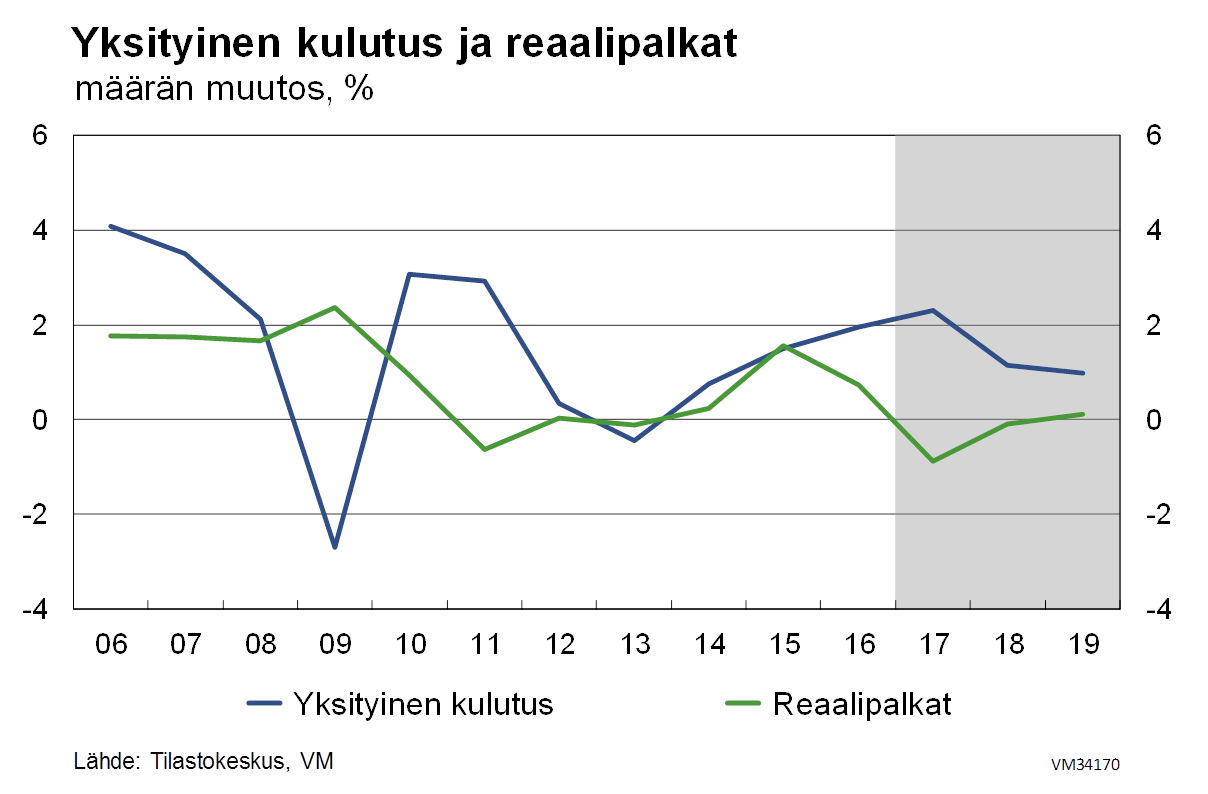 Yksityinen kulutus ja reaalipalkat
määrän muutos, %
6 6
4 4
2 2
0 0
-2 -2
-4 -4
06 07 08 09 10 11 12 13 14 15 16 17 18 19
Yksityinen kulutus Reaalipalkat
Lähde: Tilastokeskus, VM VM34170